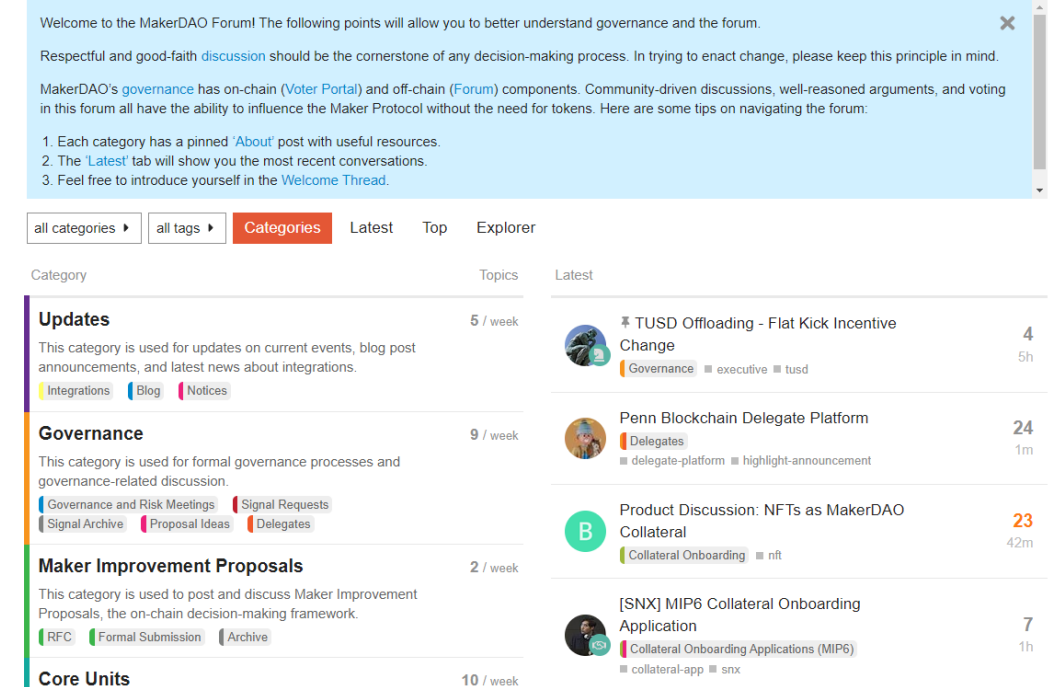 Welcome to the MakerDAO Forum! The following points will allow you to better understand governance and the forum.
Respectful and good-faith discussion should be the cornerstone of any decision-making process. In trying to enact change, please keep this principle in mind.
MakerDAO's governance has on-chain (Voter Portal) and off-chain (Forum) components. Community-driven discussions, well-reasoned arguments, and voting
in this forum all have the ability to influence the Maker Protocol without the need for tokens. Here are some tips on navigating the forum:
1. Each category has a pinned 'About' post with useful resources.
2. The 'Latest' tab will show you the most recent conversations.
3. Feel free to introduce yourself in the Welcome Thread.
all categories all tags Categories Latest Top Explorer
Category Topics
Updates 5 / week
This category is used for updates on current events, blog post
announcements, and latest news about integrations.
Integrations Blog Notices
Governance 9 / week
This category is used for formal governance processes and
governance-related discussion.
Governance and Risk Meetings Signal Requests
Signal Archive Proposal Ideas Delegates
Maker Improvement Proposals 2 / week
This category is used to post and discuss Maker Improvement
Proposals, the on-chain decision-making framework.
RFC Formal Submission Archive
Core Units 10 / week
Latest
TUSD Offloading - Flat Kick Incentive
Change
4
5h
Governance executive tusd
Penn Blockchain Delegate Platform
24
Delegates
1m
delegate-platform highlight-announcement
Product Discussion: NFTs as MakerDAO
Collateral
B
23
42m
Collateral Onboarding nft
[SNX] MIP6 Collateral Onboarding
Application
7
1h
Collateral Onboarding Applications (MIP6)
collateral-app snx